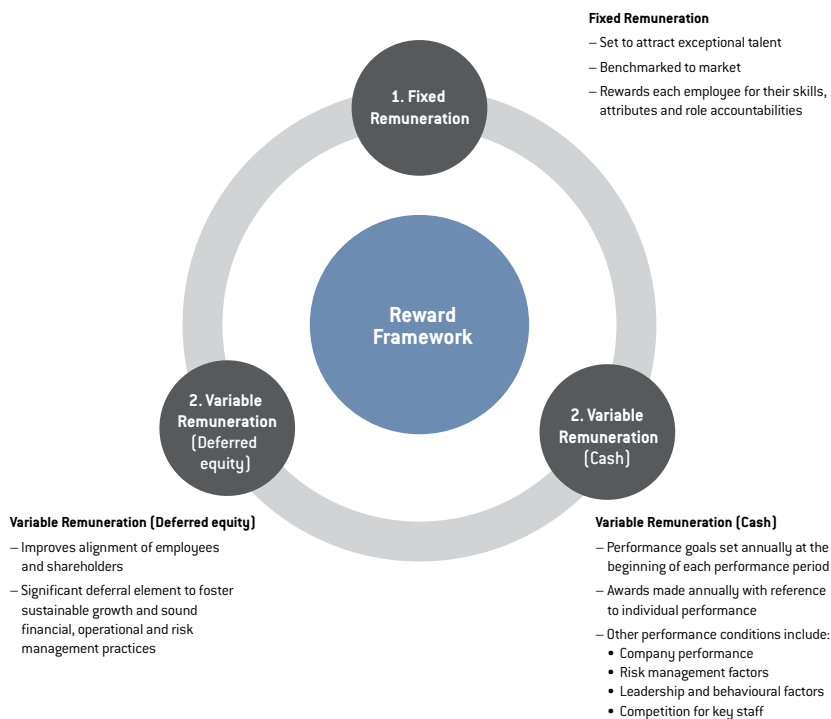 Fixed Remuneration
– Set to attract exceptional talent
– Benchmarked to market
– Rewards each employee for their skills,
attributes and role accountabilities
1. Fixed
Remuneration
Reward
Framework
2. Variable
Remuneration
(Deferred
equity)
2. Variable
Remuneration
(Cash)
Variable Remuneration (Deferred equity)
– Improves alignment of employees
and shareholders
– Significant deferral element to foster
sustainable growth and sound
financial, operational and risk
management practices
Variable Remuneration (Cash)
– Performance goals set annually at the
beginning of each performance period
– Awards made annually with reference
to individual performance
– Other performance conditions include:
• Company performance
• Risk management factors
• Leadership and behavioural factors
• Competition for key staff